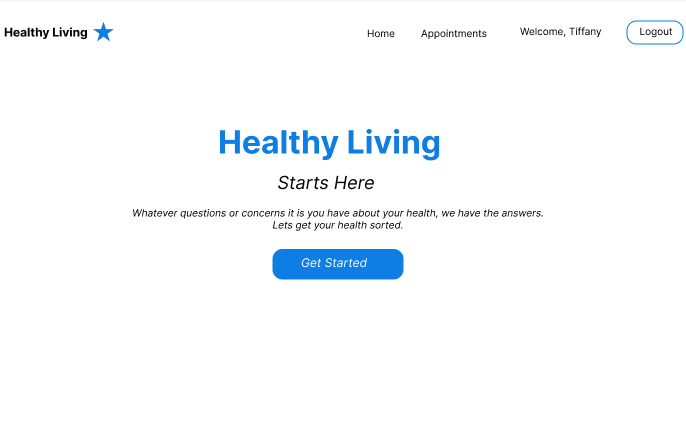 Healthy Living
Home
Appointments
Welcome, Tiffany
Logout
Healthy Living
Starts Here
Whatever questions or concerns it is you have about your health, we have the answers.
Lets get your health sorted.
Get Started